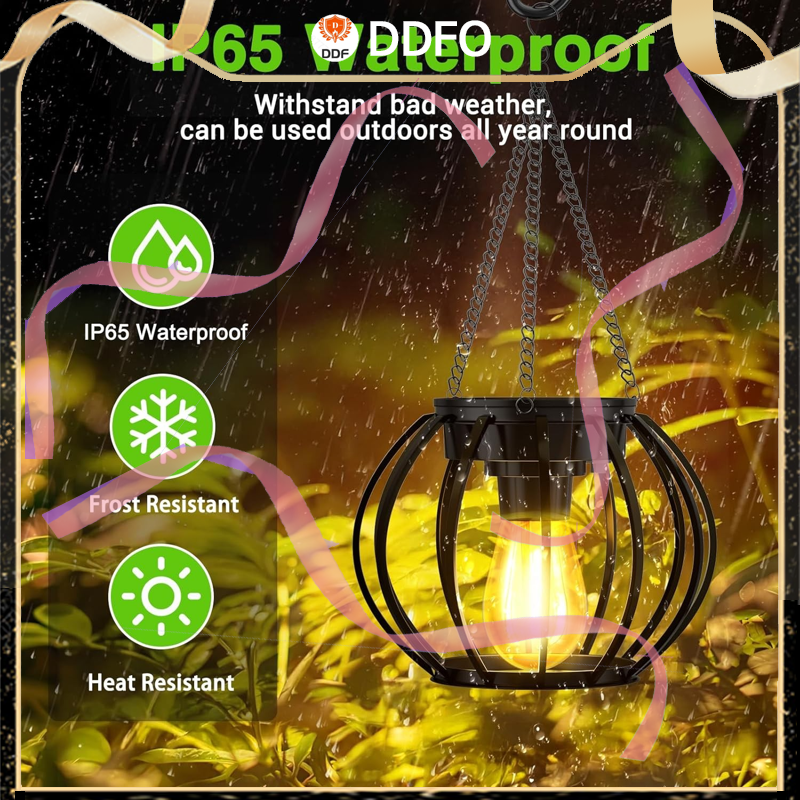 IP65 Waterproof
DDF
DDFO
Withstand bad weather,
can be used outdoors all year round
IP65 Waterproof
Frost Resistant
Heat Resistant